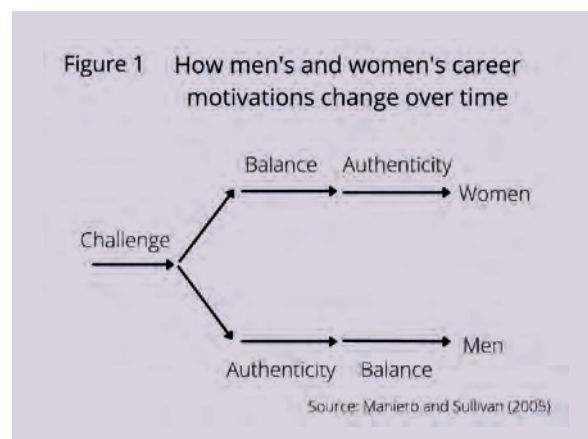 Figure 1 How men's and women's career
motivations change over time
Balance Authenticity
Women
Challenge
Men
Authenticity Balance
Source: Maniero and Sullivan (2005)